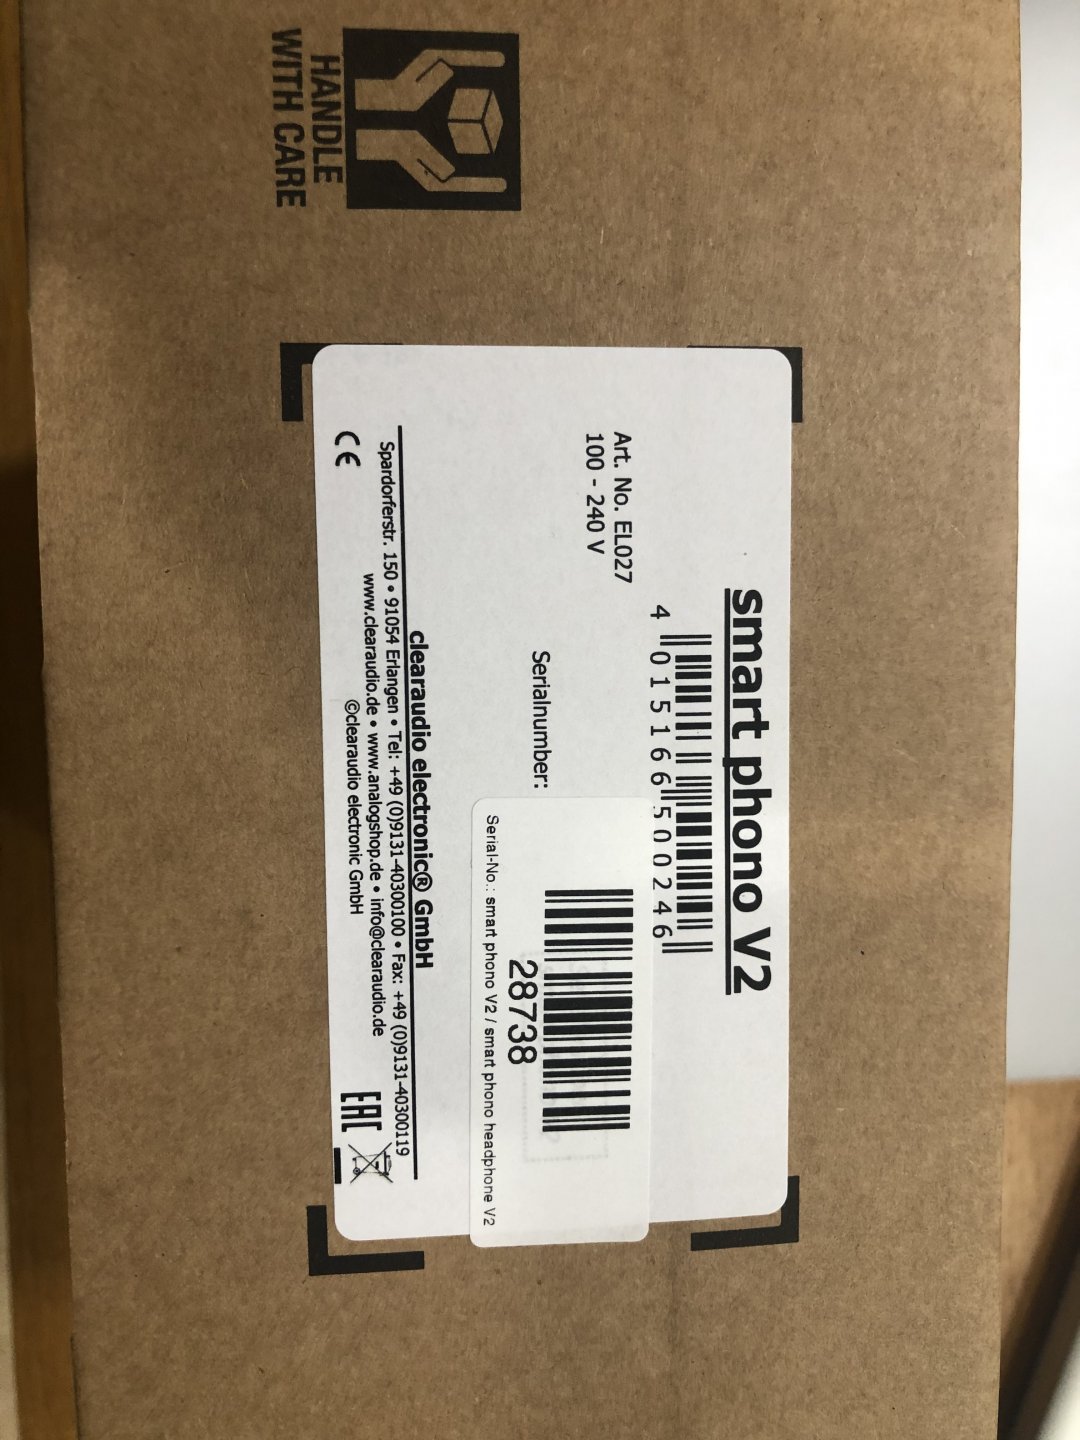 HANDLE
WITH CARE
smart phono V2
4 015166 500246
Art. No. EL027
100 - 240 V
Serialnumber:
28738
Serial-No.: smart phono V2 / smart phono headphone V2
clearaudio electronic® GmbH
Spardorferstr. 150 • 91054 Erlangen • Tel: +49 (0)9131-40300100 • Fax: +49 (0)9131-40300119
www.clearaudio.de • www.analogshop.de • info@clearaudio.de
©clearaudio electronic GmbH
CE
EAC